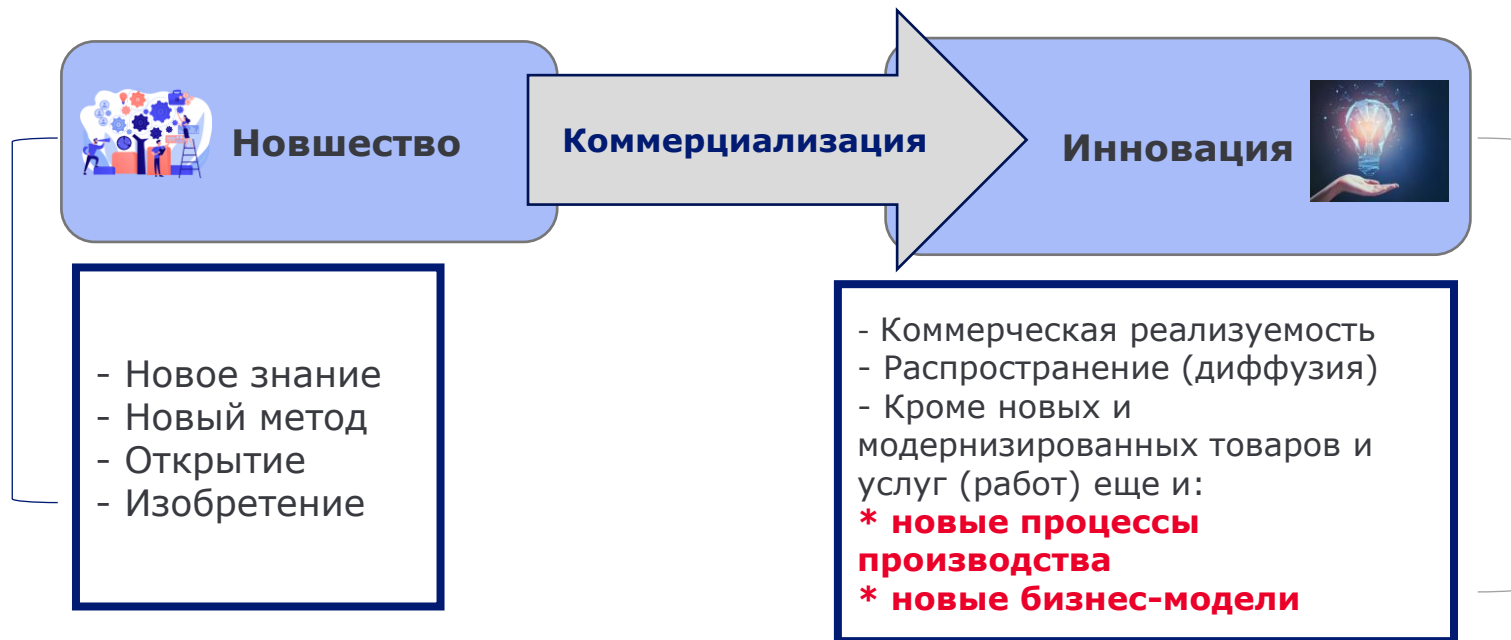 Новшество
Коммерциализация
Инновация
- Новое знание
- Новый метод
- Открытие
- Изобретение
- Коммерческая реализуемость
- Распространение (диффузия)
- Кроме новых и
модернизированных товаров и
услуг (работ) еще и:
* новые процессы
производства
* новые бизнес-модели